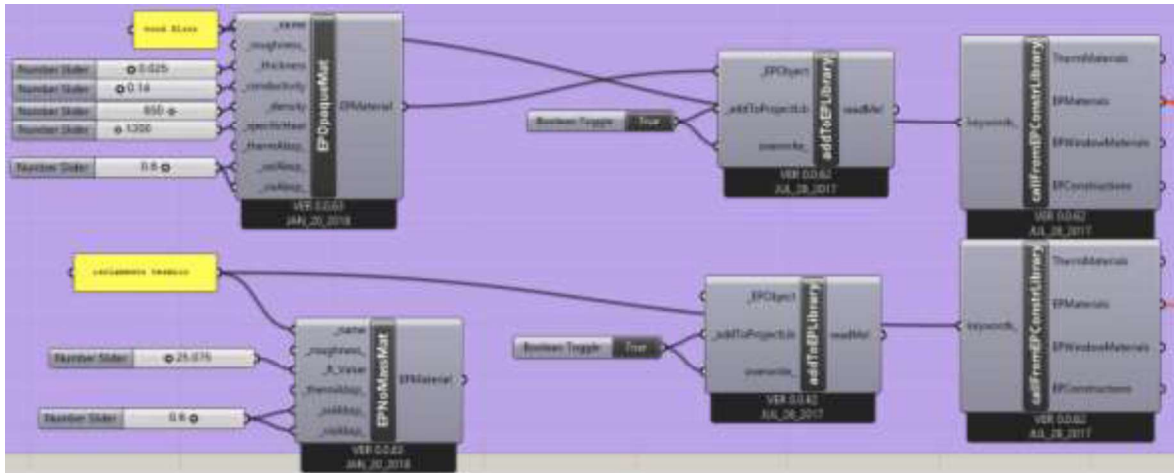 _name
_roughness_
Number Slider 0.025 _thickness
Number Slider 0.16 _conductivity
650 _density
Number Slider 1200 _specificHeat
_thermAbsp_
Number Slider 0.6 _solAbsp_
_visAbsp_
EPOpaqueMat
EPMaterial
VER 0.0.63
JAN_20_2018
_EPObject
_addToProjectLib
overwrite_
addToEPLibrary
readMe!
Boolean Toggle True
VER 0.0.62
JUL_28_2017
keywords_
callFromEPConstrLibrary
ThermMaterials
EPMaterials
EPWindowMaterials
EPConstructions
VER 0.0.62
JUL_28_2017
_name
_roughness_
Number Slider 25.075 _R_Value
_thermAbsp_
Number Slider 0.6 _solAbsp_
_visAbsp_
EPNoMassMat
EPMaterial
VER 0.0.63
JAN_20_2018
_EPObject
_addToProjectLib
overwrite_
addToEPLibrary
readMe!
Boolean Toggle True
VER 0.0.62
JUL_28_2017
keywords_
callFromEPConstrLibrary
ThermMaterials
EPMaterials
EPWindowMaterials
EPConstructions
VER 0.0.62
JUL_28_2017